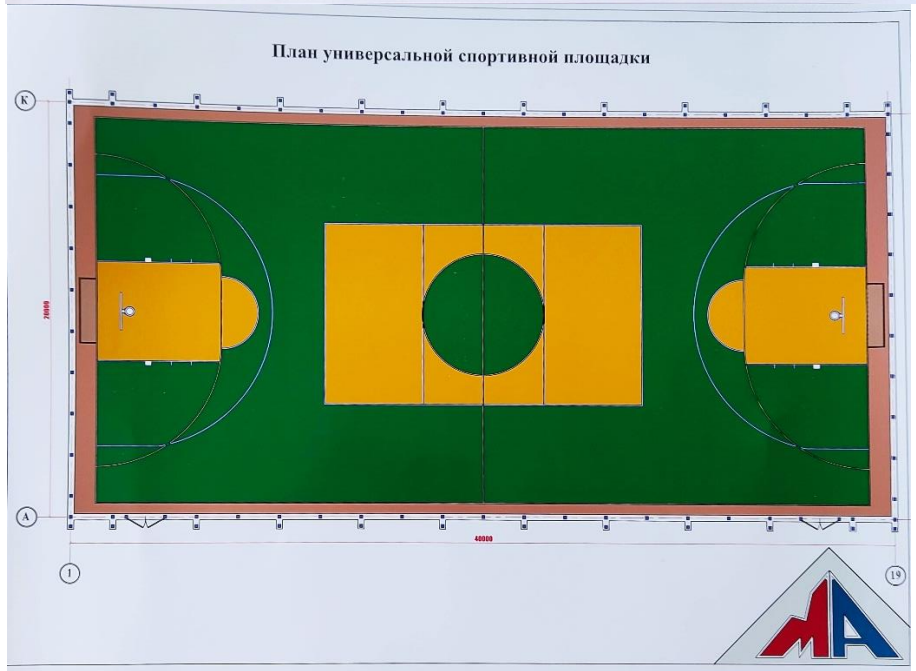 План универсальной спортивной площадки
К
20000
А
40000
1
19
МА